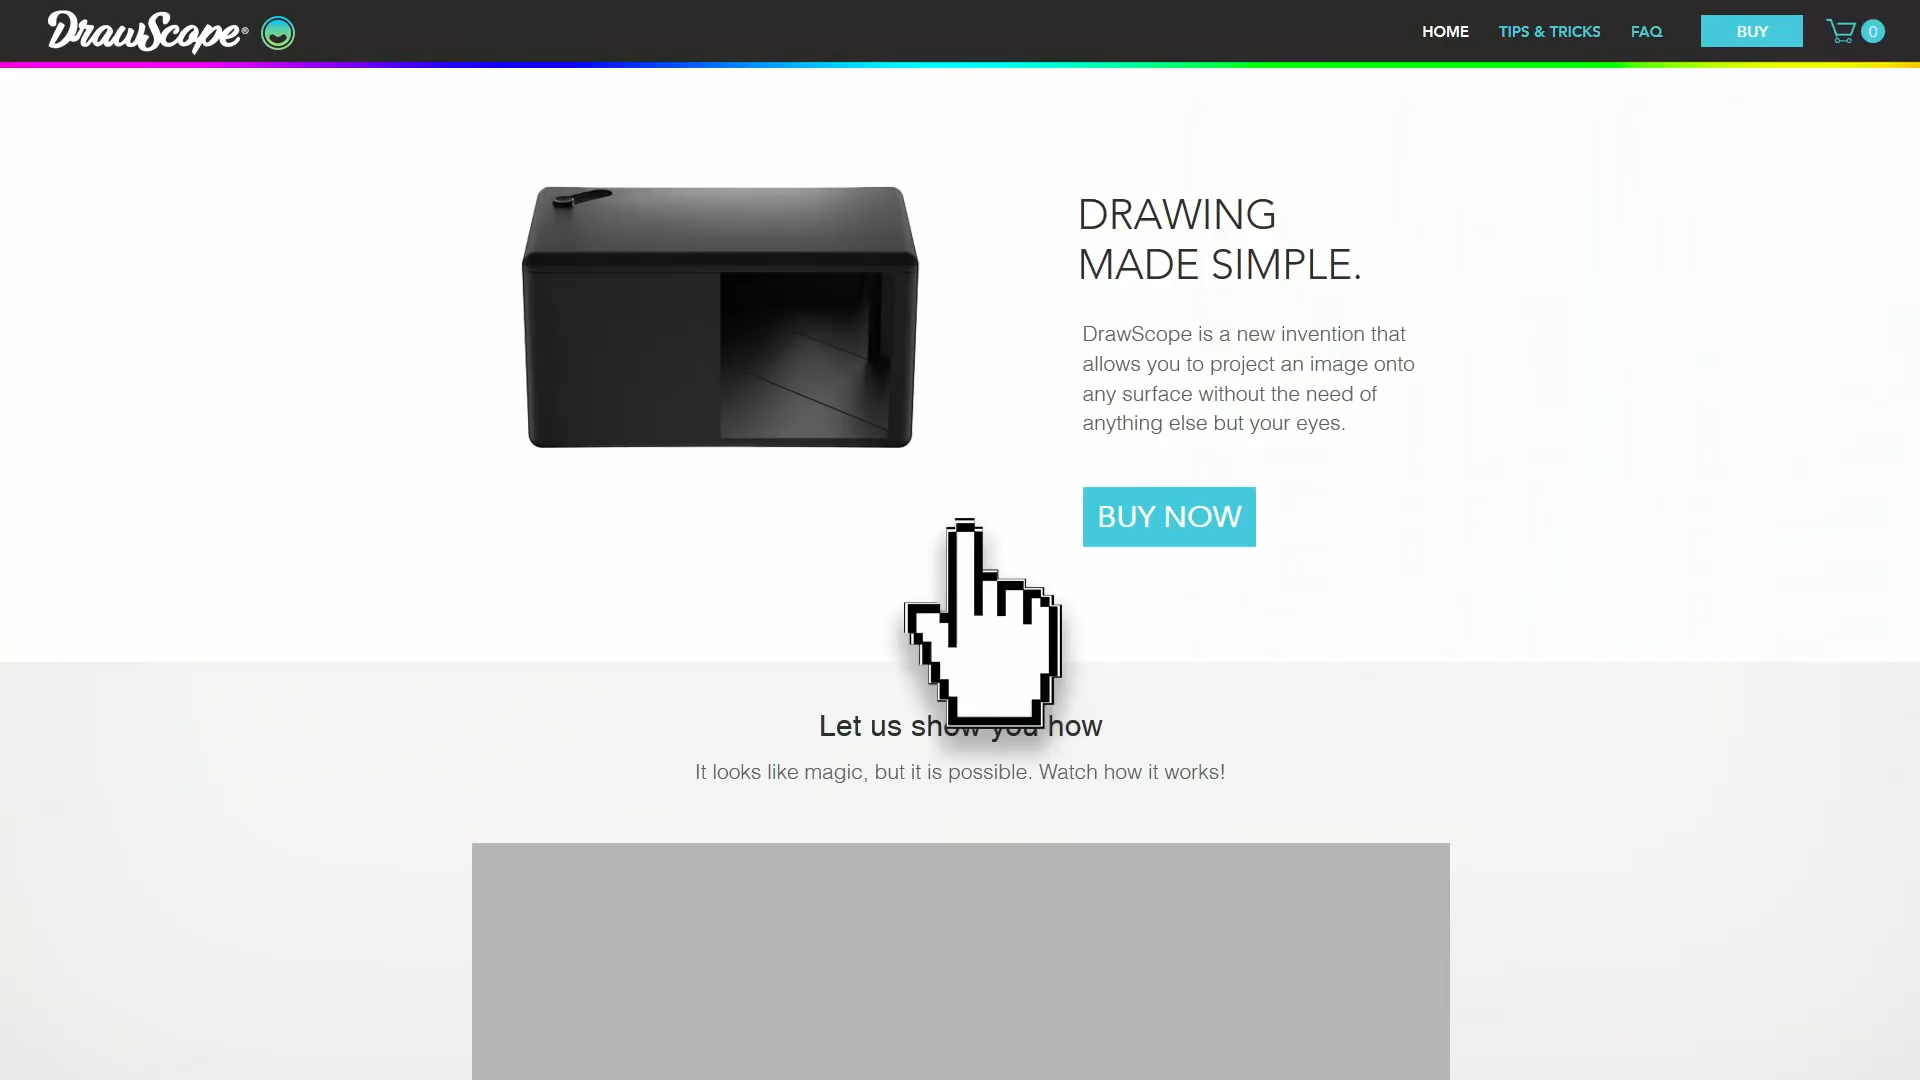 DrawScope®
HOME
TIPS & TRICKS
FAQ
BUY
0
DRAWING
MADE SIMPLE.
DrawScope is a new invention that
allows you to project an image onto
any surface without the need of
anything else but your eyes.
BUY NOW
Let us show you how
It looks like magic, but it is possible. Watch how it works!